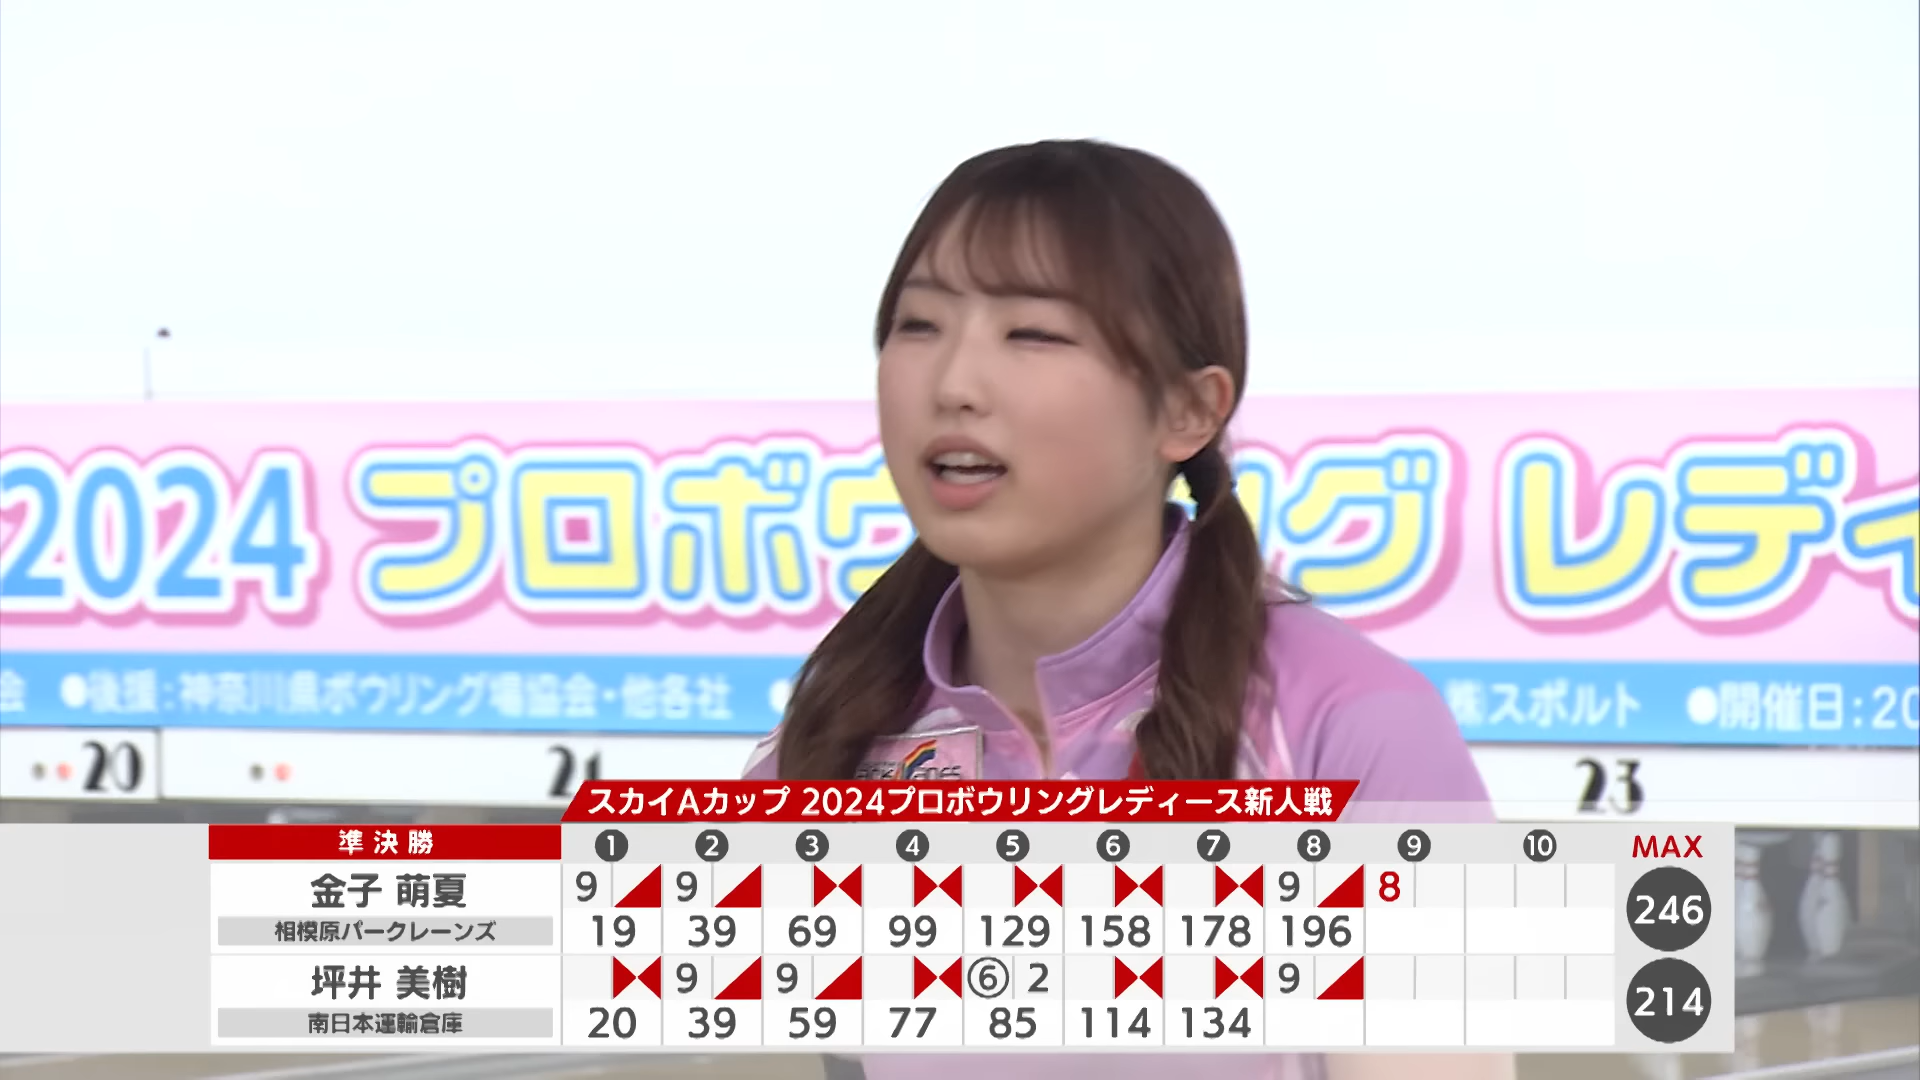 2024 プロボウリング レディ
会 ●後援:神奈川県ボウリング場協会・他各社
㈱スポルト ●開催日:20
20 21 23
スカイAカップ 2024プロボウリングレディース新人戦
準決勝 1 2 3 4 5 6 7 8 9 10 MAX
金子 萌夏 9 9 9 8 246
相模原パークレーンズ 19 39 69 99 129 158 178 196
坪井 美樹 9 9 ⑥ 2 9 214
南日本運輸倉庫 20 39 59 77 85 114 134